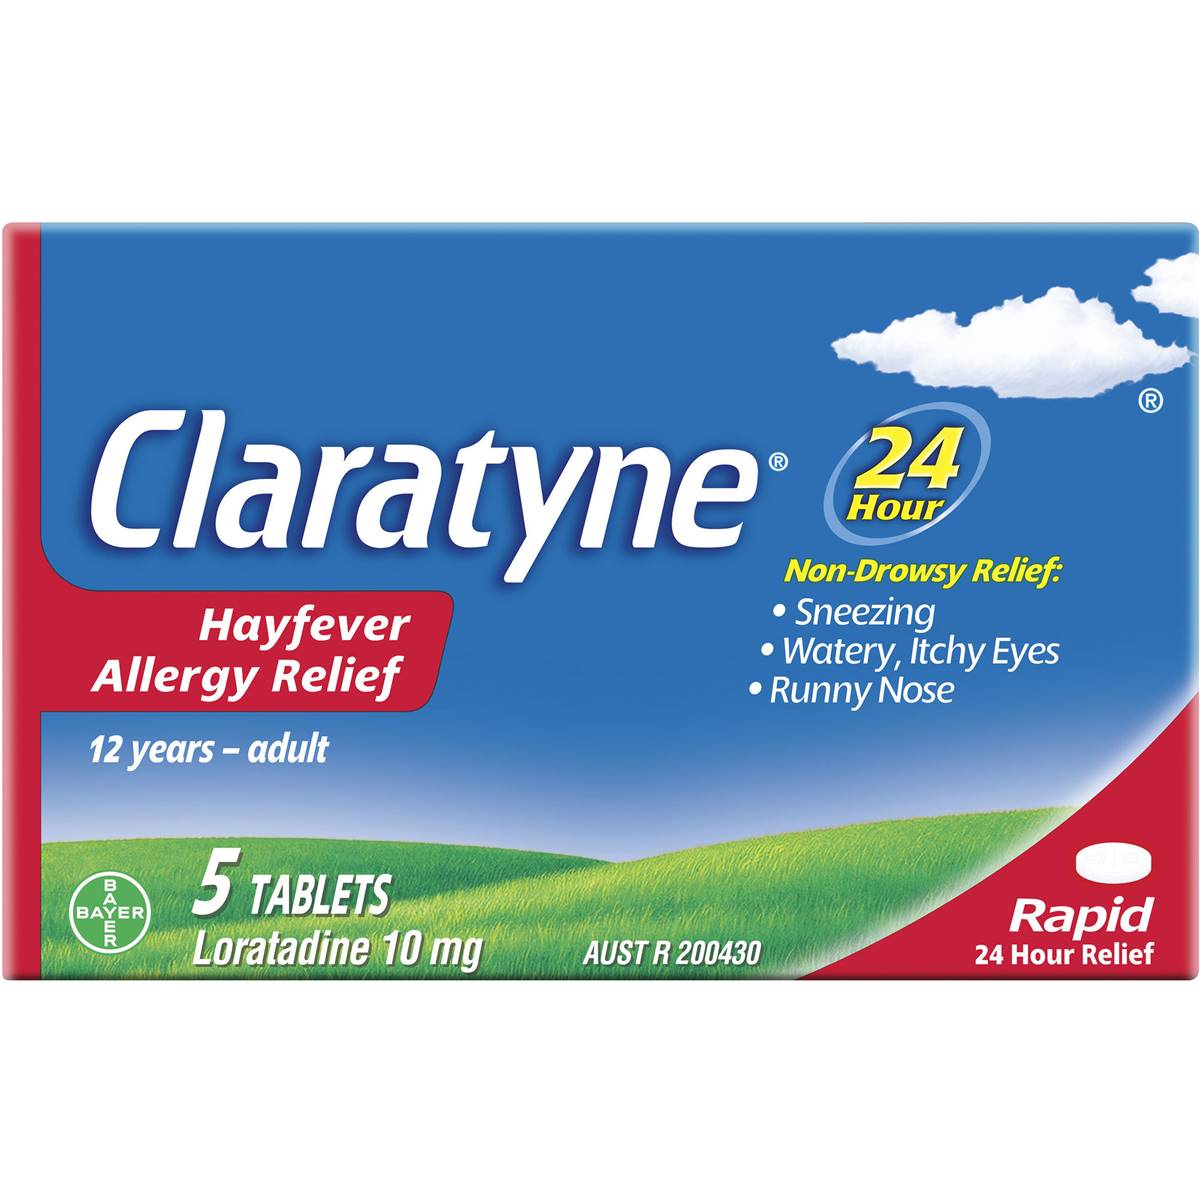 Claratyne®
24
Hour
®
Non-Drowsy Relief:
• Sneezing
• Watery, Itchy Eyes
• Runny Nose
Hayfever
Allergy Relief
12 years – adult
BAYER
BAYER
5 TABLETS
Loratadine 10 mg
AUST R 200430
Rapid
24 Hour Relief